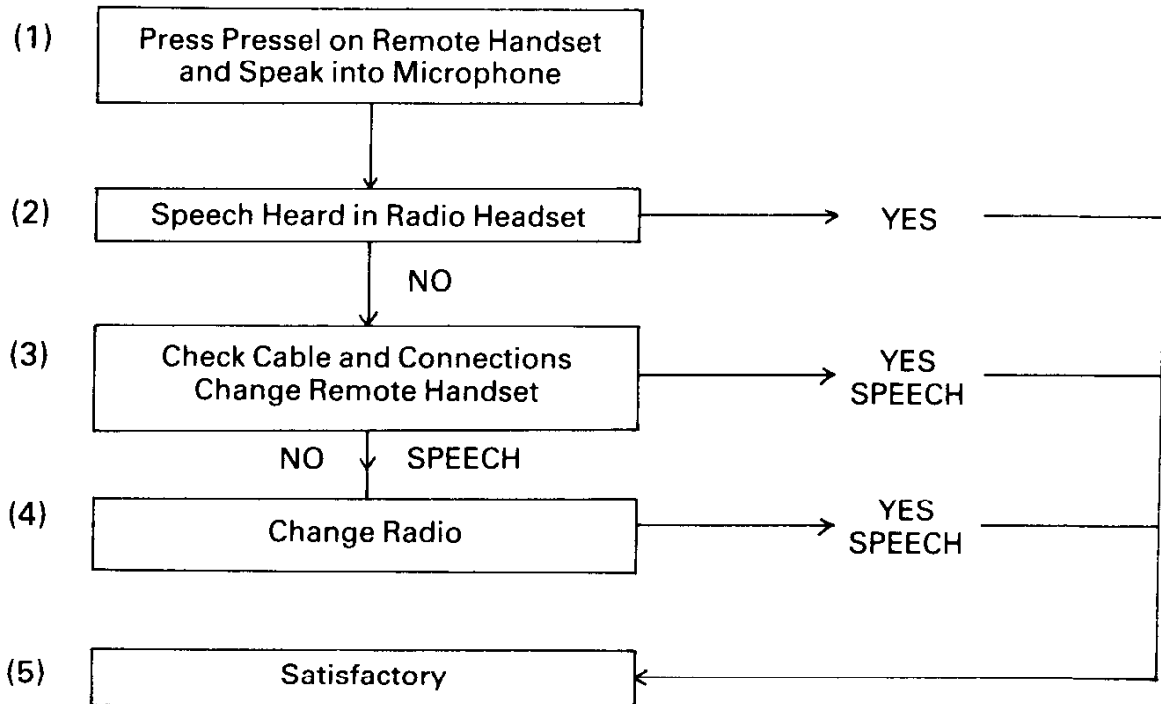 (1)
Press Pressel on Remote Handset
and Speak into Microphone
(2)
Speech Heard in Radio Headset
YES
NO
(3)
Check Cable and Connections
Change Remote Handset
YES
SPEECH
NO SPEECH
(4)
Change Radio
YES
SPEECH
(5)
Satisfactory